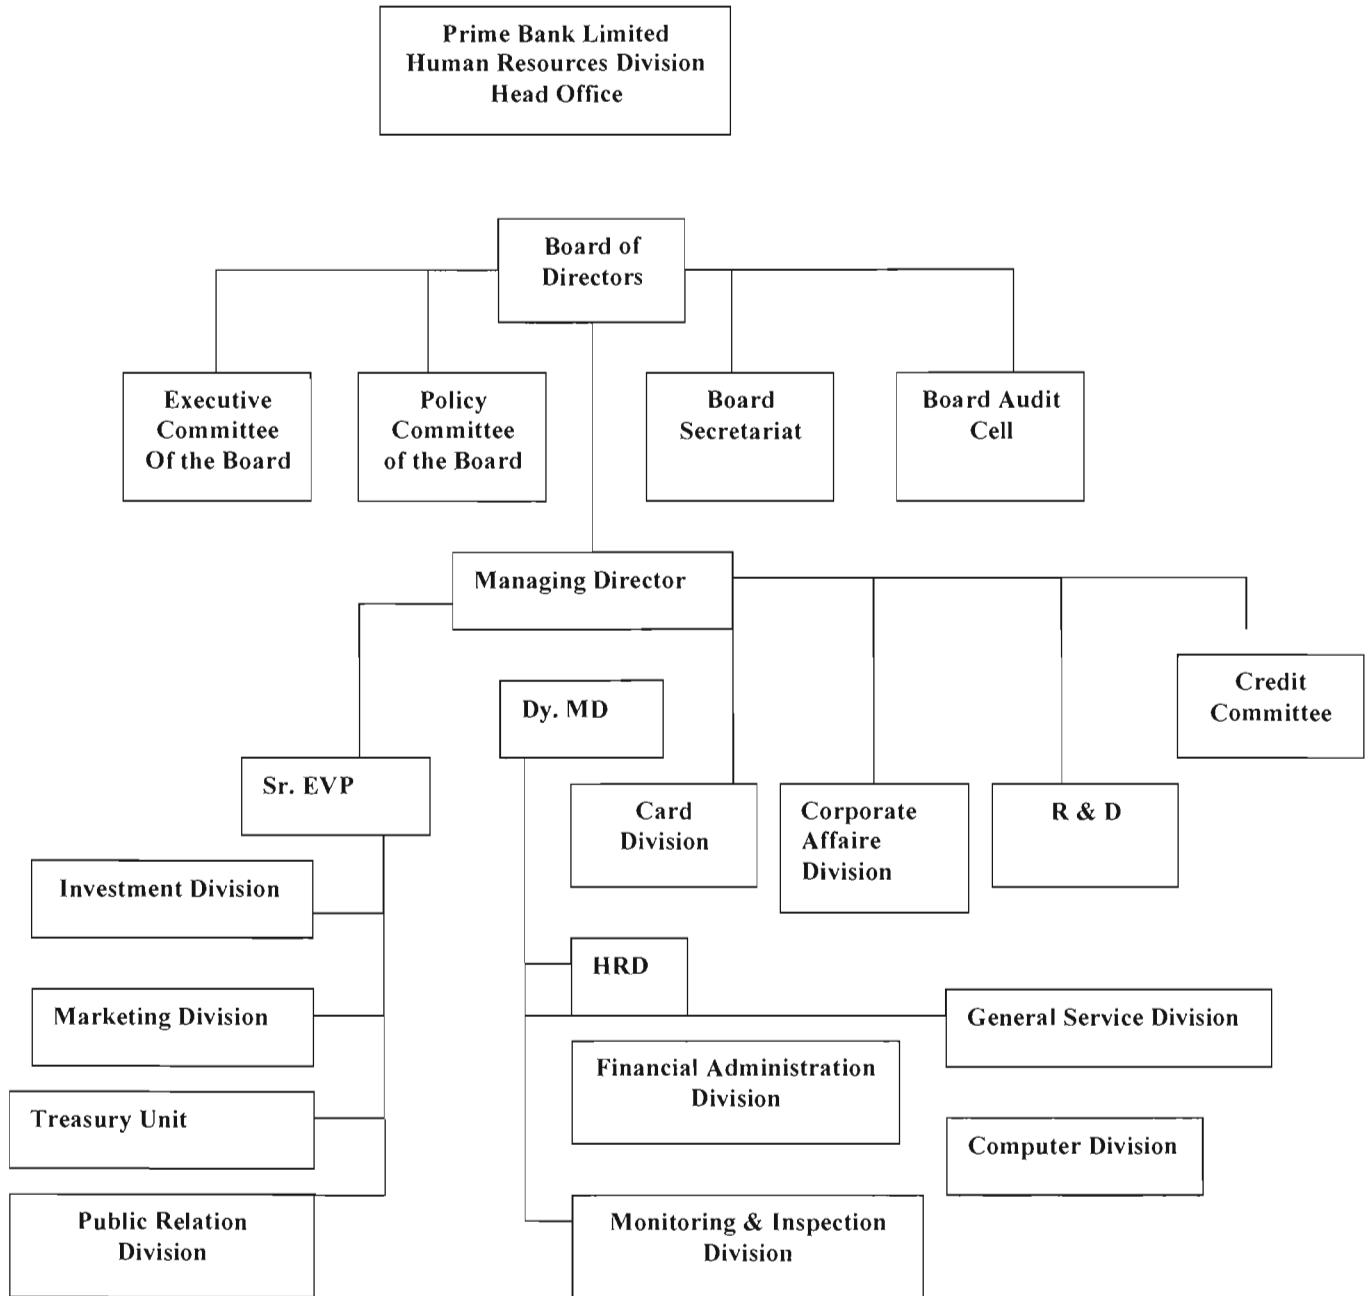 Prime Bank Limited
Human Resources Division
Head Office
Board of
Directors
Executive
Committee
Of the Board
Policy
Committee
of the Board
Board
Secretariat
Board Audit
Cell
Managing Director
Dy. MD
Credit
Committee
Sr. EVP
Card
Division
Corporate
Affaire
Division
R & D
Investment Division
HRD
Marketing Division
General Service Division
Financial Administration
Division
Treasury Unit
Computer Division
Public Relation
Division
Monitoring & Inspection
Division